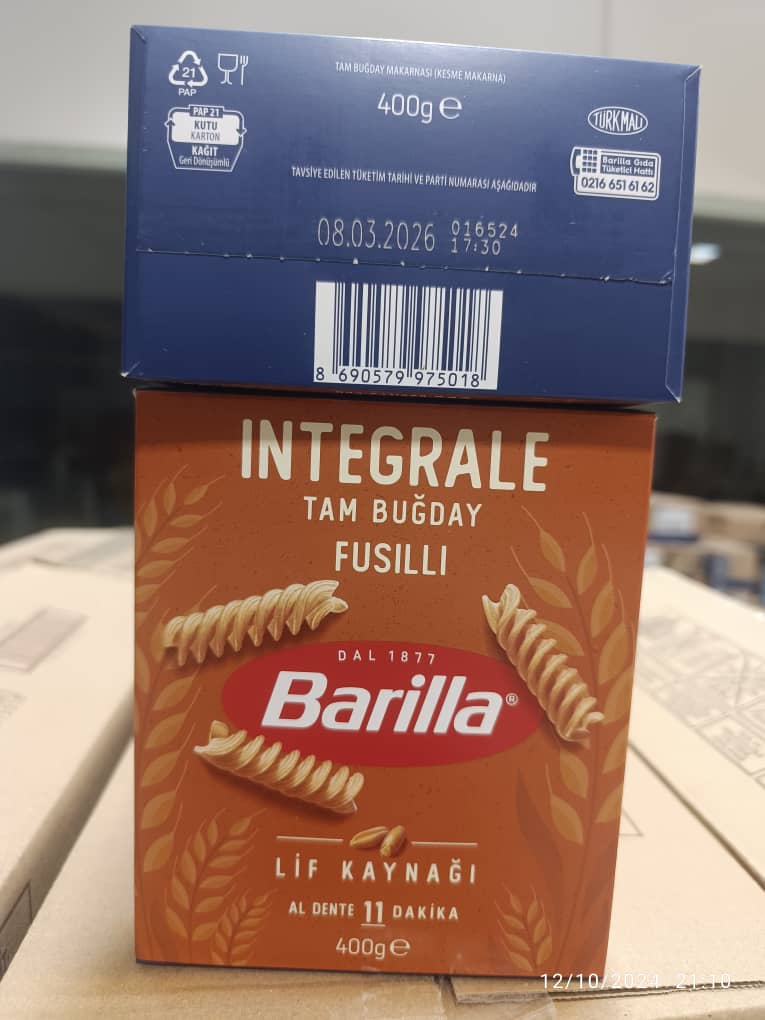 21
PAP
TAM BUĞDAY MAKARNASI (KESME MAKARNA)
400g e
PAP 21
KUTU
KARTON
KAĞIT
Geri Dönüşümlü
TÜRK MALI
Barilla Gıda
Tüketici Hattı
0216 651 61 62
TAVSİYE EDİLEN TÜKETİM TARİHİ VE PARTİ NUMARASI AŞAĞIDADIR
08.03.2026 016524
17:30
8 690579 975018
INTEGRALE
TAM BUĞDAY
FUSILLI
DAL 1877
Barilla®
LİF KAYNAĞI
AL DENTE 11 DAKİKA
400g e
12/10/2024 21:10